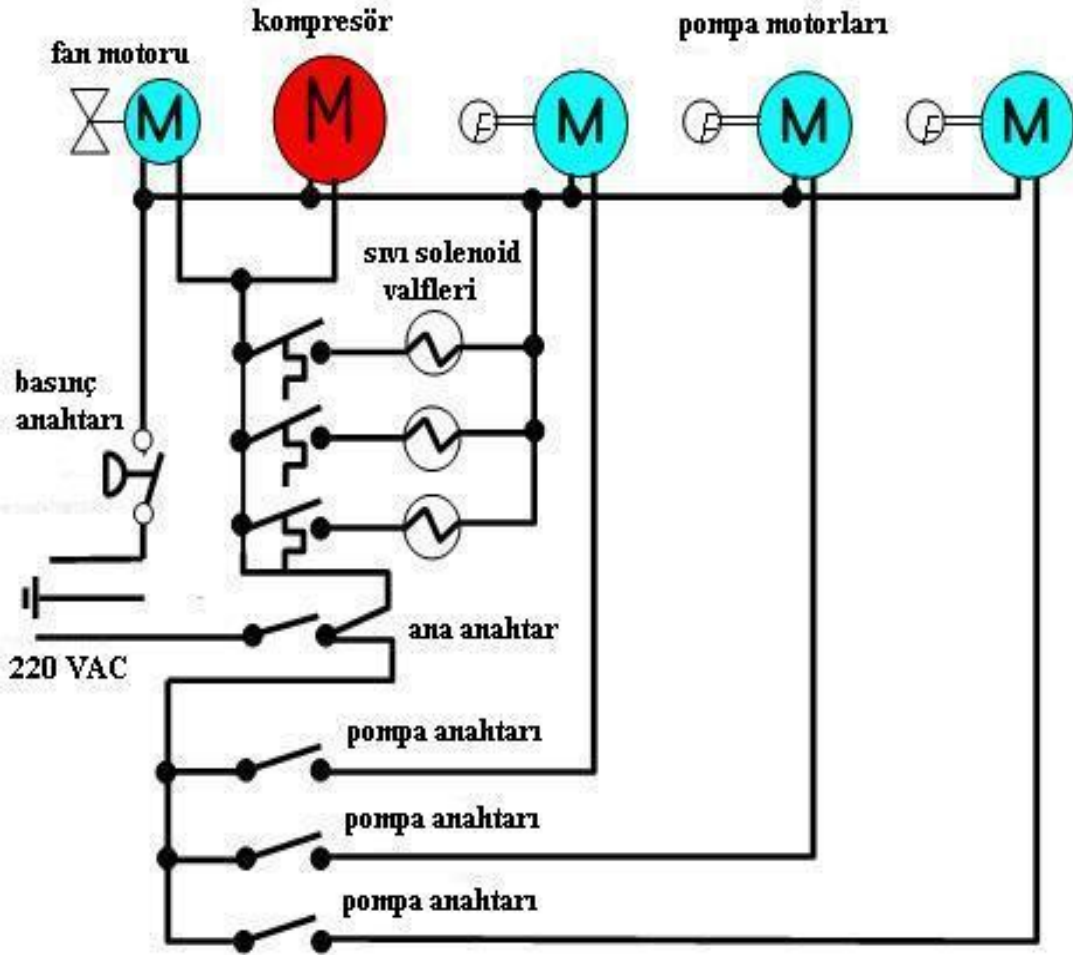 kompresör
pompa motorları
fan motoru
M
M
M
M
M
F
F
F
sıvı solenoid
valfleri
basınç
anahtarı
ana anahtar
220 VAC
pompa anahtarı
pompa anahtarı
pompa anahtarı